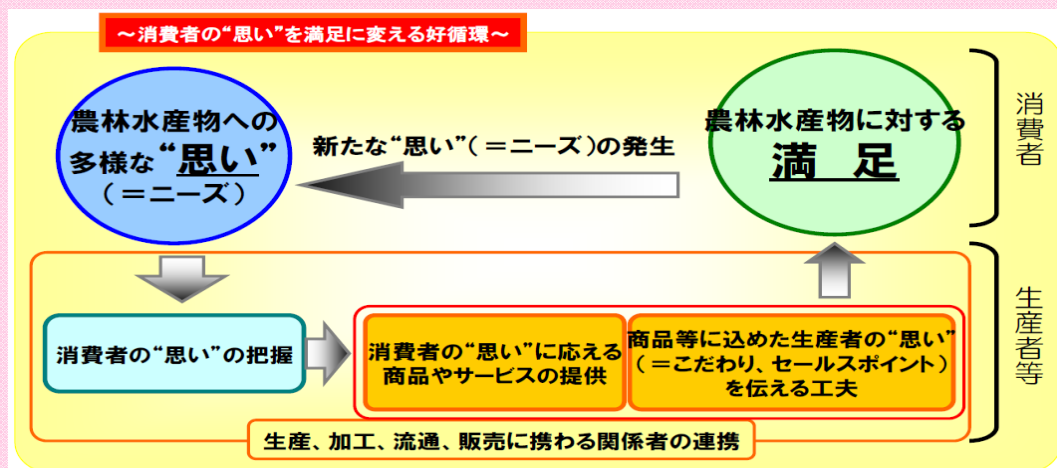 ～消費者の“思い”を満足に変える好循環～
農林水産物への
多様な“思い”
（＝ニーズ）
新たな“思い”（＝ニーズ）の発生
農林水産物に対する
満　足
消費者
消費者の“思い”の把握
消費者の“思い”に応える
商品やサービスの提供
商品等に込めた生産者の“思い”
（＝こだわり、セールスポイント）
を伝える工夫
生産者等
生産、加工、流通、販売に携わる関係者の連携